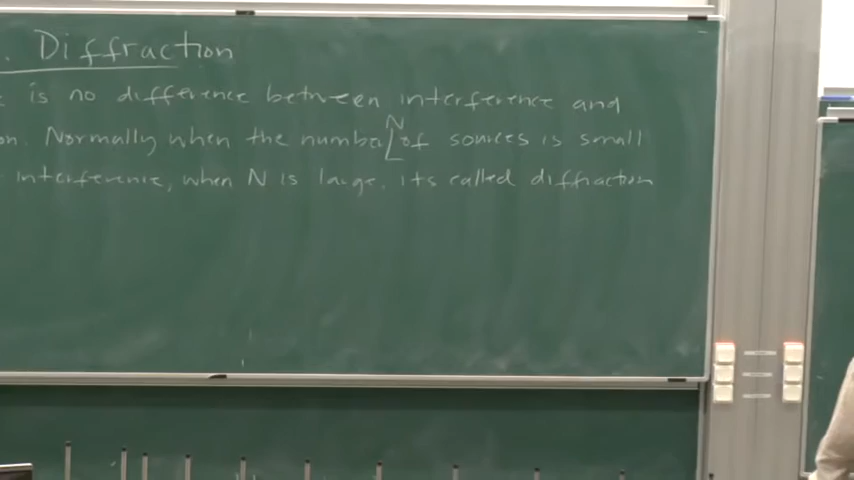 . Diffraction
is no difference between interference and
on. Normally when the number N of sources is small
interference, when N is large, its called diffraction